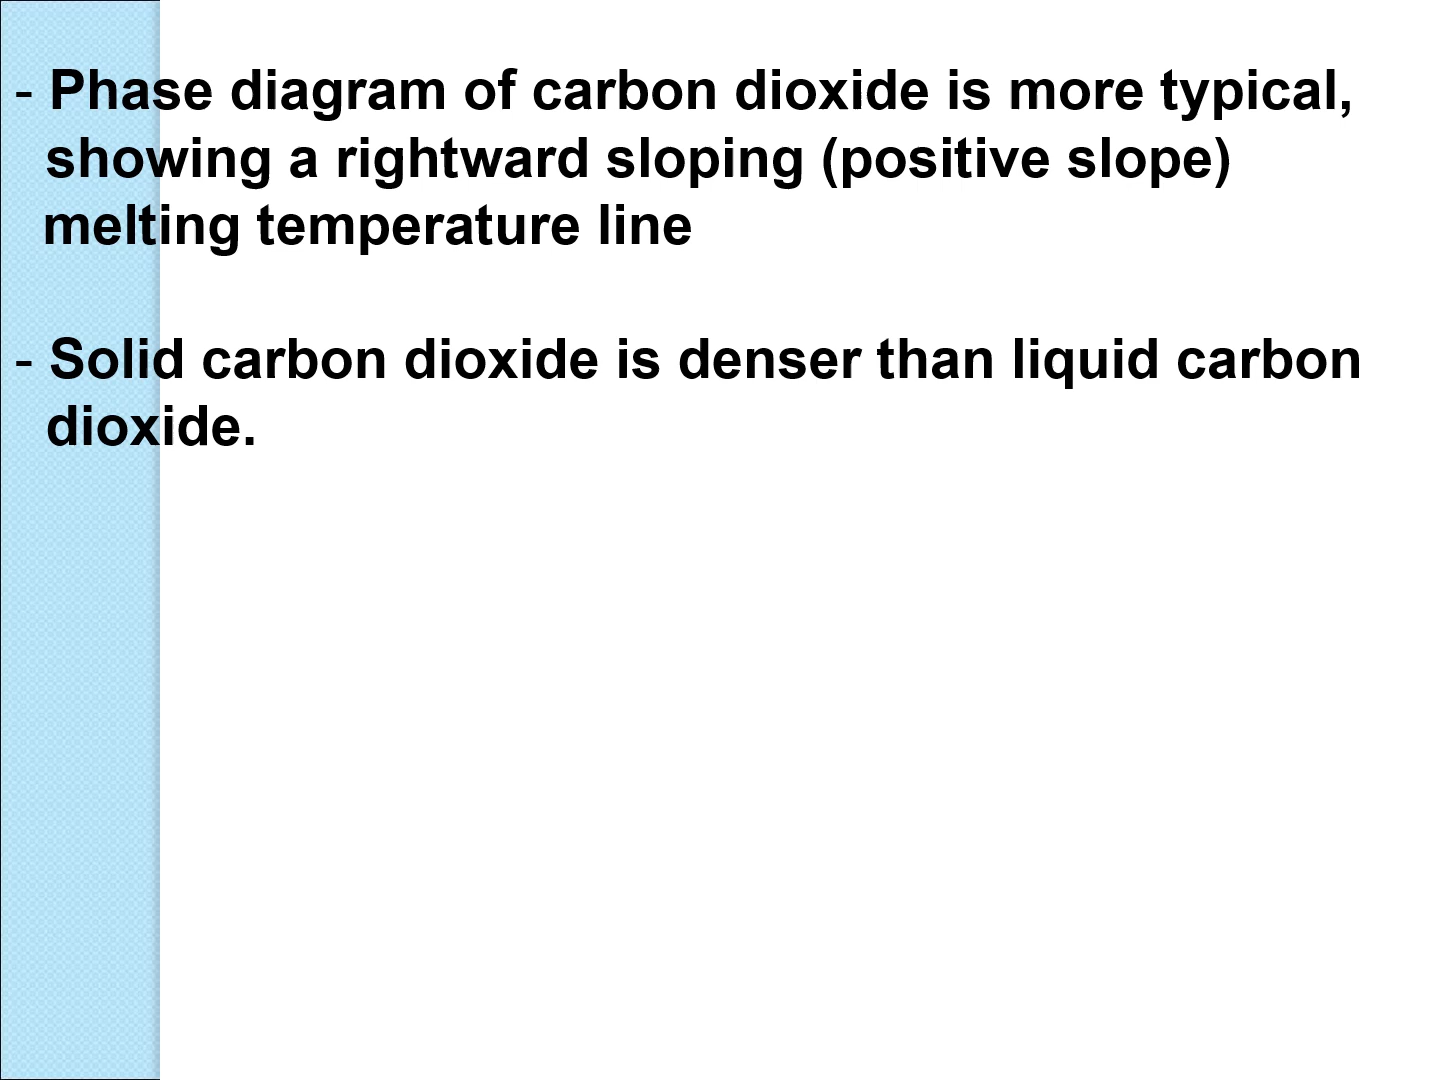 - Phase diagram of carbon dioxide is more typical,
showing a rightward sloping (positive slope)
melting temperature line
- Solid carbon dioxide is denser than liquid carbon
dioxide.